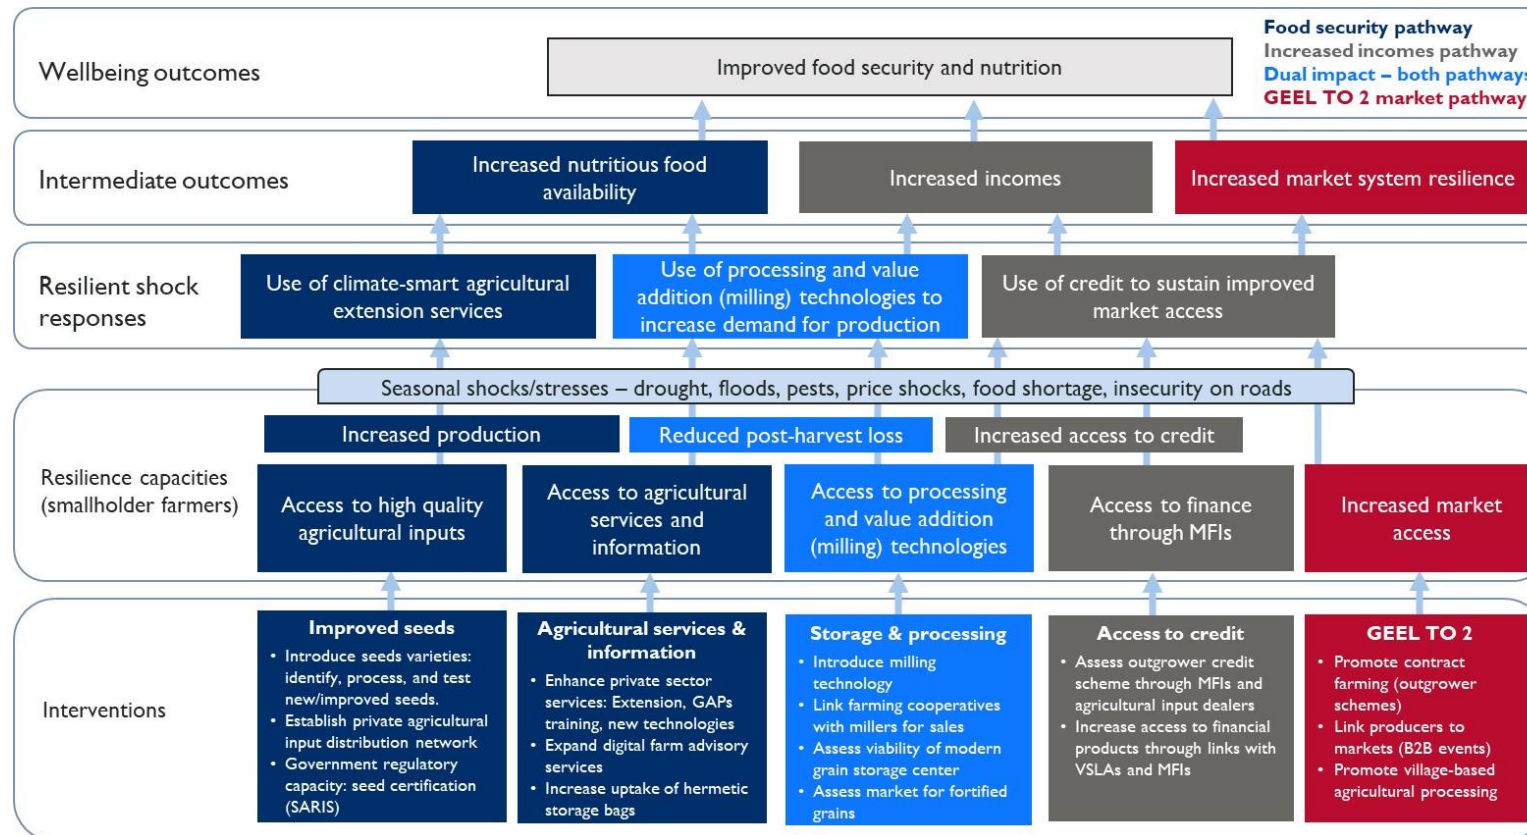 Food security pathway
Increased incomes pathway
Dual impact – both pathways
GEEL TO 2 market pathway
Wellbeing outcomes
Improved food security and nutrition
Intermediate outcomes
Increased nutritious food
availability
Increased incomes
Increased market system resilience
Resilient shock
responses
Use of climate-smart agricultural
extension services
Use of processing and value
addition (milling) technologies to
increase demand for production
Use of credit to sustain improved
market access
Seasonal shocks/stresses – drought, floods, pests, price shocks, food shortage, insecurity on roads
Increased production
Reduced post-harvest loss
Increased access to credit
Resilience capacities
(smallholder farmers)
Access to high quality
agricultural inputs
Access to agricultural
services and
information
Access to processing
and value addition
(milling) technologies
Access to finance
through MFIs
Increased market
access
Interventions
Improved seeds
• Introduce seeds varieties:
identify, process, and test
new/improved seeds.
• Establish private agricultural
input distribution network
• Government regulatory
capacity: seed certification
(SARIS)
Agricultural services &
information
• Enhance private sector
services: Extension, GAPs
training, new technologies
• Expand digital farm advisory
services
• Increase uptake of hermetic
storage bags
Storage & processing
• Introduce milling
technology
• Link farming cooperatives
with millers for sales
• Assess viability of modern
grain storage center
• Assess market for fortified
grains
Access to credit
• Assess outgrower credit
scheme through MFIs and
agricultural input dealers
• Increase access to financial
products through links with
VSLAs and MFIs
GEEL TO 2
• Promote contract
farming (outgrower
schemes)
• Link producers to
markets (B2B events)
• Promote village-based
agricultural processing